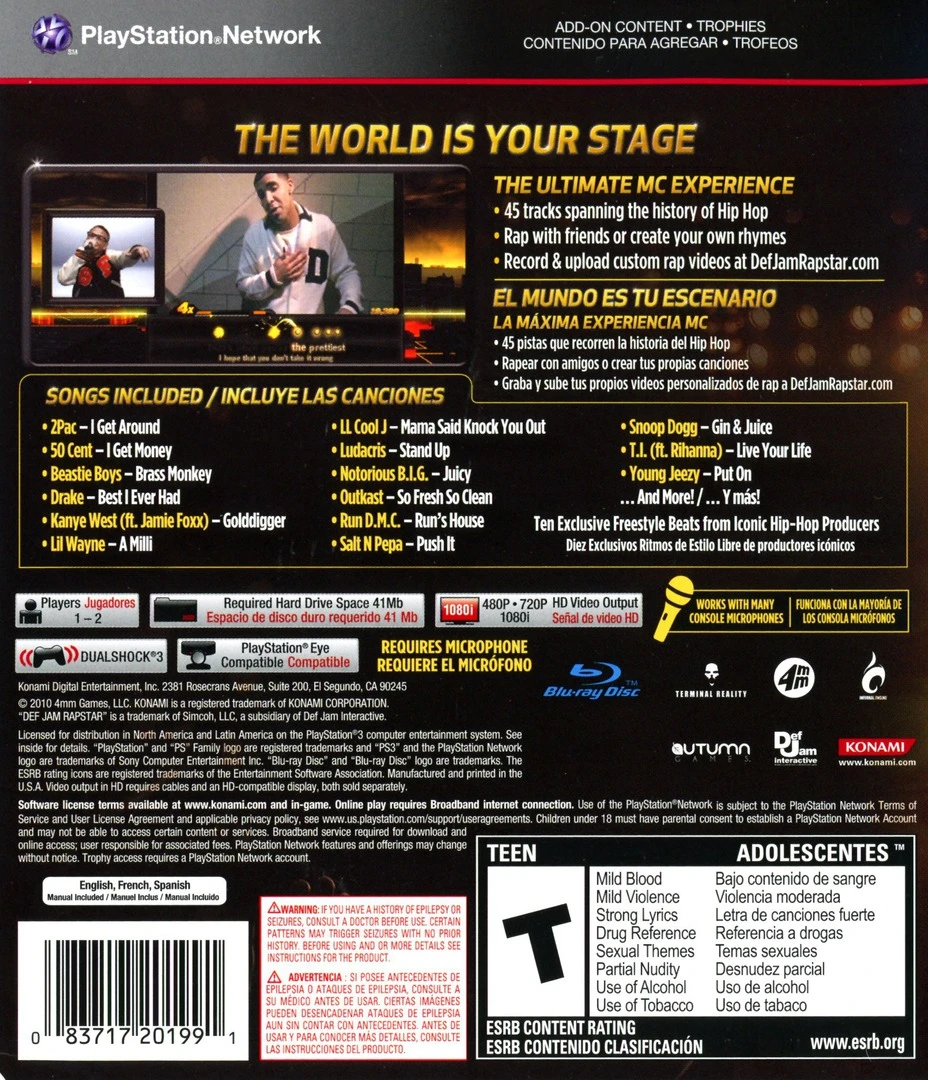 PlayStation®Network
SM
ADD-ON CONTENT • TROPHIES
CONTENIDO PARA AGREGAR • TROFEOS
THE WORLD IS YOUR STAGE
D
4x
the prettiest
I hope that you don't take it wrong
THE ULTIMATE MC EXPERIENCE
• 45 tracks spanning the history of Hip Hop
• Rap with friends or create your own rhymes
• Record & upload custom rap videos at DefJamRapstar.com
EL MUNDO ES TU ESCENARIO
LA MÁXIMA EXPERIENCIA MC
• 45 pistas que recorren la historia del Hip Hop
• Rapear con amigos o crear tus propias canciones
• Graba y sube tus propios videos personalizados de rap a DefJamRapstar.com
SONGS INCLUDED / INCLUYE LAS CANCIONES
• 2Pac – I Get Around
• 50 Cent – I Get Money
• Beastie Boys – Brass Monkey
• Drake – Best I Ever Had
• Kanye West (ft. Jamie Foxx) – Golddigger
• Lil Wayne – A Milli
• LL Cool J – Mama Said Knock You Out
• Ludacris – Stand Up
• Notorious B.I.G. – Juicy
• Outkast – So Fresh So Clean
• Run D.M.C. – Run's House
• Salt N Pepa – Push It
• Snoop Dogg – Gin & Juice
• T.I. (ft. Rihanna) – Live Your Life
• Young Jeezy – Put On
... And More! / ... Y más!
Ten Exclusive Freestyle Beats from Iconic Hip-Hop Producers
Diez Exclusivos Ritmos de Estilo Libre de productores icónicos
Players Jugadores
1 – 2
Required Hard Drive Space 41Mb
Espacio de disco duro requerido 41 Mb
1080i
480P • 720P HD Video Output
1080i Señal de video HD
WORKS WITH MANY
CONSOLE MICROPHONES
FUNCIONA CON LA MAYORÍA DE
LOS CONSOLA MICRÓFONOS
DUALSHOCK®3
PlayStation®Eye
Compatible Compatible
REQUIRES MICROPHONE
REQUIERE EL MICRÓFONO
Blu-ray Disc™
TERMINAL REALITY
4mm
AUTUMN
GAMES
Def Jam
interactive
KONAMI
www.konami.com
Konami Digital Entertainment, Inc. 2381 Rosecrans Avenue, Suite 200, El Segundo, CA 90245
© 2010 4mm Games, LLC. KONAMI is a registered trademark of KONAMI CORPORATION.
"DEF JAM RAPSTAR" is a trademark of Simcoh, LLC, a subsidiary of Def Jam Interactive.
Licensed for distribution in North America and Latin America on the PlayStation®3 computer entertainment system. See
inside for details. "PlayStation" and "PS" Family logo are registered trademarks and "PS3" and the PlayStation Network
logo are trademarks of Sony Computer Entertainment Inc. "Blu-ray Disc" and "Blu-ray Disc" logo are trademarks. The
ESRB rating icons are registered trademarks of the Entertainment Software Association. Manufactured and printed in the
U.S.A. Video output in HD requires cables and an HD-compatible display, both sold separately.
Software license terms available at www.konami.com and in-game. Online play requires Broadband internet connection. Use of the PlayStation®Network is subject to the PlayStation Network Terms of
Service and User License Agreement and applicable privacy policy, see www.us.playstation.com/support/useragreements. Children under 18 must have parental consent to establish a PlayStation Network Account
and may not be able to access certain content or services. Broadband service required for download and
online access; user responsible for associated fees. PlayStation Network features and offerings may change
without notice. Trophy access requires a PlayStation Network account.
English, French, Spanish
Manual Included / Manuel Inclus / Manual Incluído
0 83717 20199 1
WARNING: IF YOU HAVE A HISTORY OF EPILEPSY OR
SEIZURES, CONSULT A DOCTOR BEFORE USE. CERTAIN
PATTERNS MAY TRIGGER SEIZURES WITH NO PRIOR
HISTORY. BEFORE USING AND OR MORE DETAILS SEE
INSTRUCTIONS FOR THE PRODUCT.
ADVERTENCIA : SI POSEE ANTECEDENTES DE
EPILEPSIA O ATAQUES DE EPILEPSIA, CONSULTE A
SU MÉDICO ANTES DE USAR. CIERTAS IMÁGENES
PUEDEN DESENCADENAR ATAQUES DE EPILEPSIA
AUN SIN CONTAR CON ANTECEDENTES. ANTES DE
USAR Y PARA CONOCER MÁS DETALLES, CONSULTE
LAS INSTRUCCIONES DEL PRODUCTO.
TEEN
ADOLESCENTES ™
T
Mild Blood
Mild Violence
Strong Lyrics
Drug Reference
Sexual Themes
Partial Nudity
Use of Alcohol
Use of Tobacco
Bajo contenido de sangre
Violencia moderada
Letra de canciones fuerte
Referencia a drogas
Temas sexuales
Desnudez parcial
Uso de alcohol
Uso de tabaco
ESRB CONTENT RATING
ESRB CONTENIDO CLASIFICACIÓN
www.esrb.org